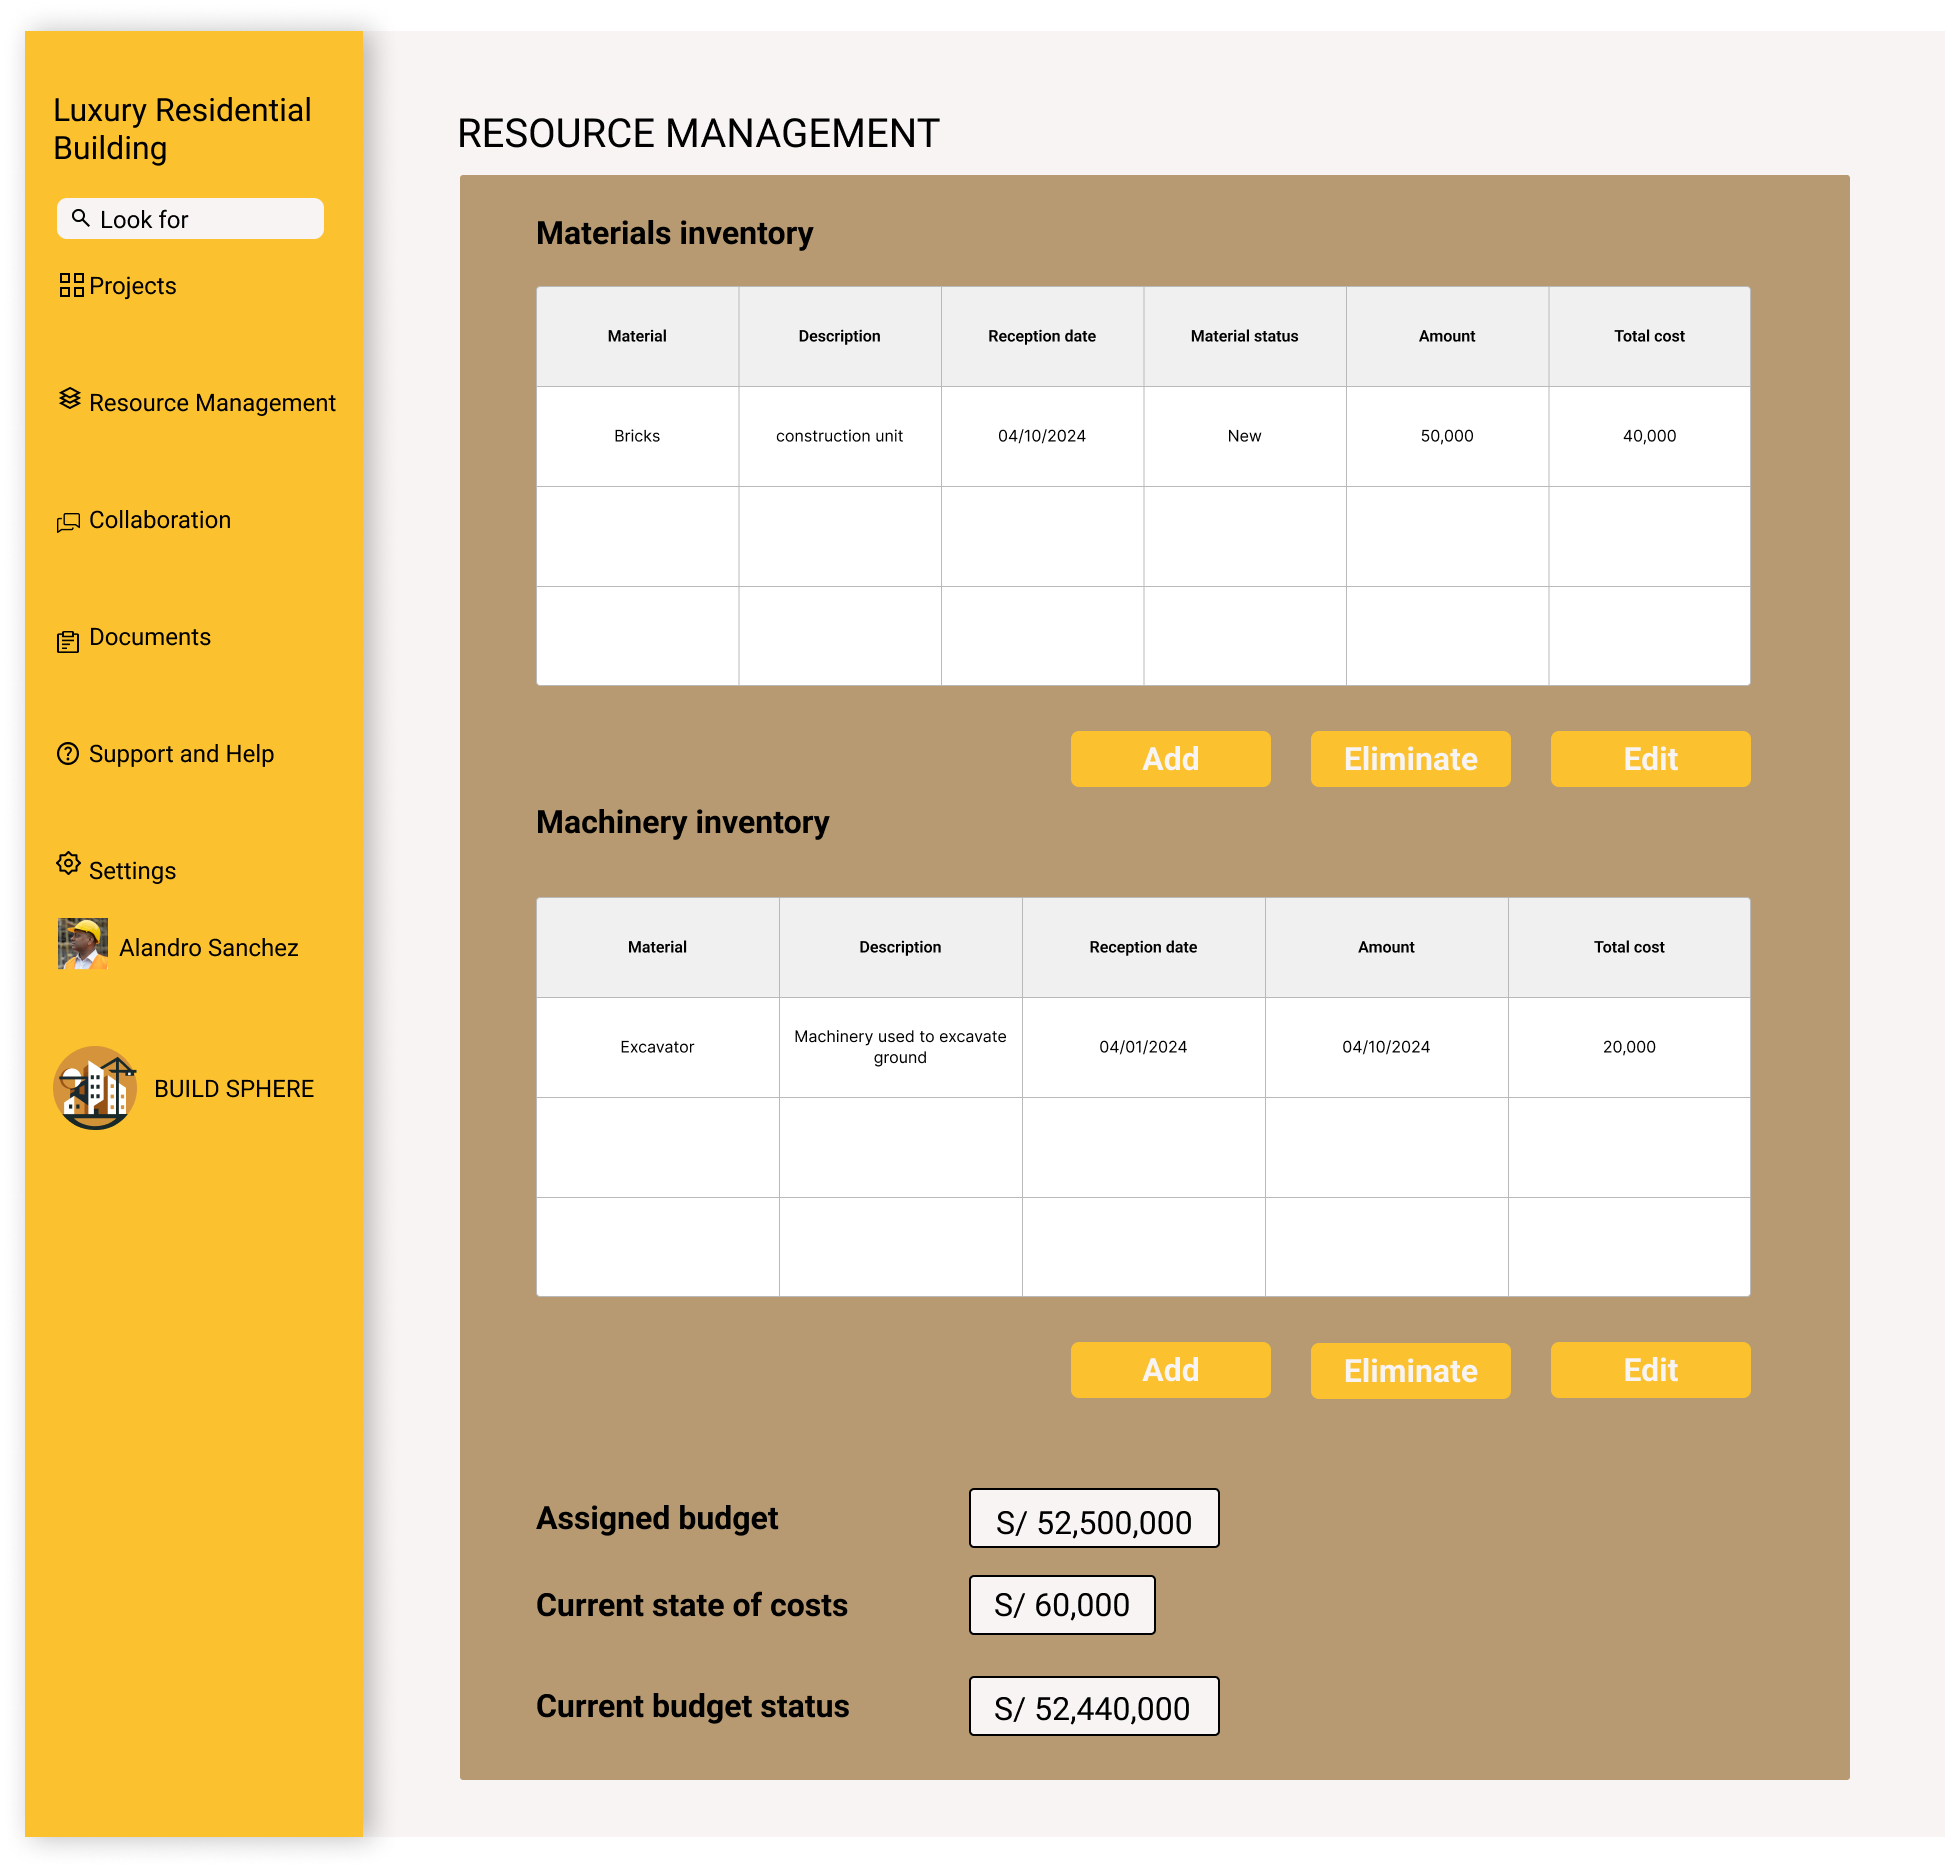 Luxury Residential
Building
Look for
Projects
Resource Management
Collaboration
Documents
Support and Help
Settings
Alandro Sanchez
BUILD SPHERE
RESOURCE MANAGEMENT
Materials inventory
Material Description Reception date Material status Amount Total cost
Bricks construction unit 04/10/2024 New 50,000 40,000
Add Eliminate Edit
Machinery inventory
Material Description Reception date Amount Total cost
Excavator Machinery used to excavate ground 04/01/2024 04/10/2024 20,000
Add Eliminate Edit
Assigned budget S/ 52,500,000
Current state of costs S/ 60,000
Current budget status S/ 52,440,000